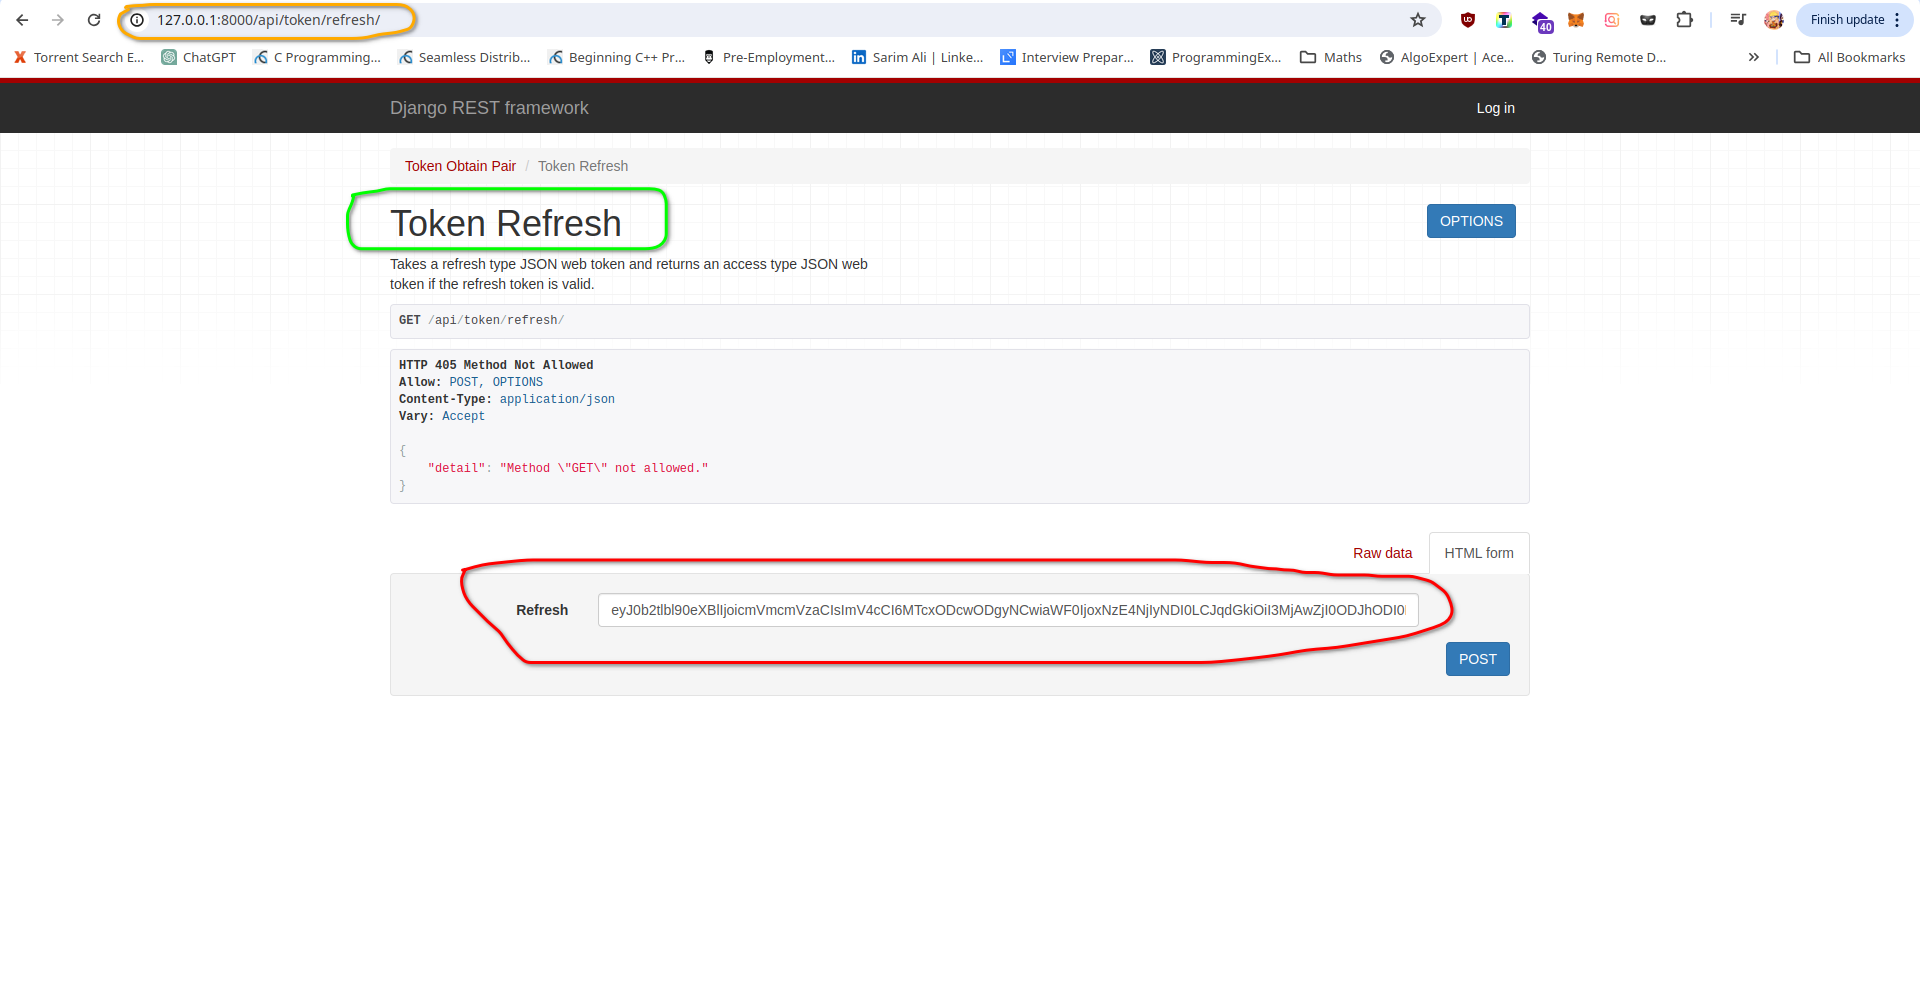 127.0.0.1:8000/api/token/refresh/
40
Finish update
Torrent Search E... ChatGPT C Programming... Seamless Distrib... Beginning C++ Pr... Pre-Employment... Sarim Ali | Linke... Interview Prepar... ProgrammingEx... Maths AlgoExpert | Ace... Turing Remote D... » All Bookmarks
Django REST framework Log in
Token Obtain Pair / Token Refresh
Token Refresh
OPTIONS
Takes a refresh type JSON web token and returns an access type JSON web
token if the refresh token is valid.
GET /api/token/refresh/
HTTP 405 Method Not Allowed
Allow: POST, OPTIONS
Content-Type: application/json
Vary: Accept
{
"detail": "Method \"GET\" not allowed."
}
Raw data HTML form
Refresh
POST